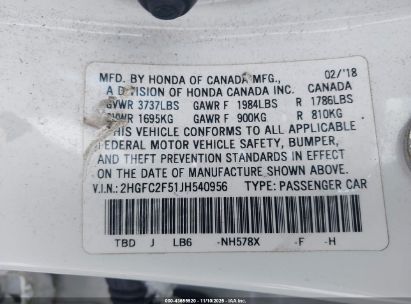 MFD. BY HONDA OF CANADA MFG., 02/'18
A DIVISION OF HONDA CANADA INC. CANADA
GVWR 3737LBS GAWR F 1984LBS R 1786LBS
GVWR 1695KG GAWR F 900KG R 810KG
THIS VEHICLE CONFORMS TO ALL APPLICABLE
FEDERAL MOTOR VEHICLE SAFETY, BUMPER,
AND THEFT PREVENTION STANDARDS IN EFFECT
ON THE DATE OF MANUFACTURE SHOWN ABOVE.
V.I.N.: 2HGFC2F51JH540956 TYPE: PASSENGER CAR
TBD J LB6 -NH578X -F -H